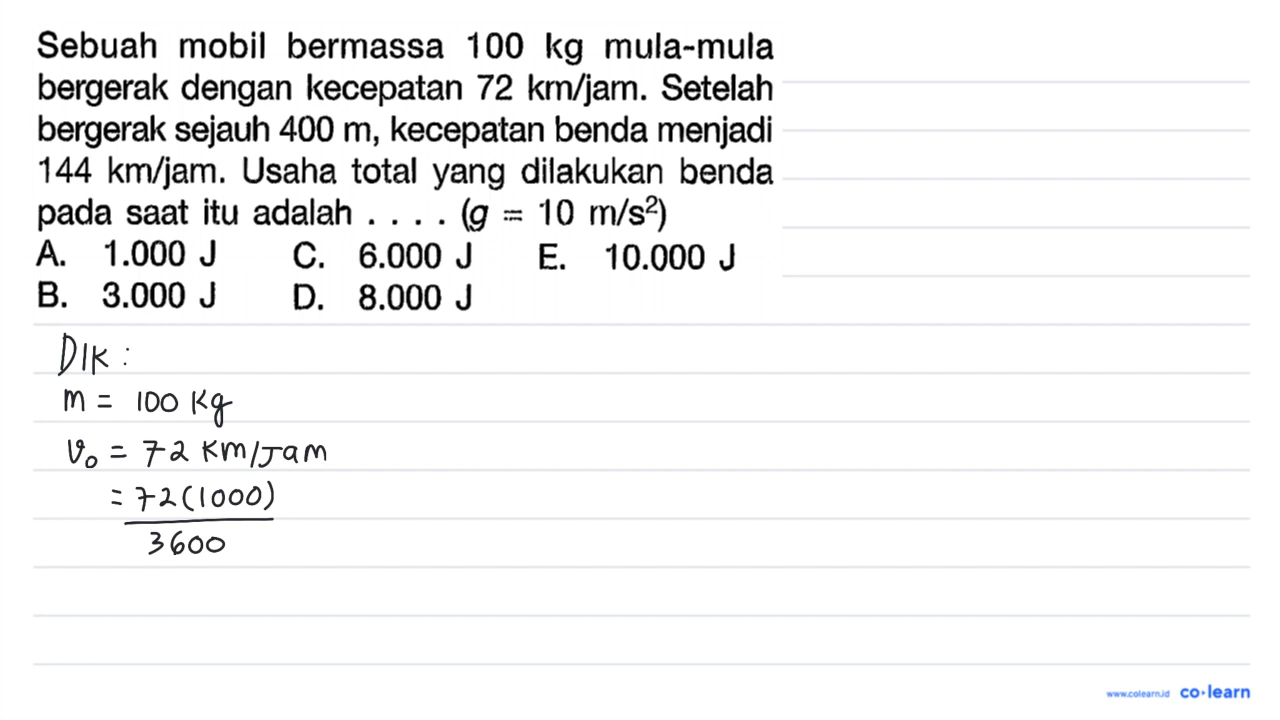 Sebuah mobil bermassa 100 kg mula-mula
bergerak dengan kecepatan 72 km/jam. Setelah
bergerak sejauh 400 m, kecepatan benda menjadi
144 km/jam. Usaha total yang dilakukan benda
pada saat itu adalah . . . . (g = 10 m/s²)
A. 1.000 J C. 6.000 J E. 10.000 J
B. 3.000 J D. 8.000 J
DIK :
m = 100 Kg
v₀ = 72 KM/JAM
= 72(1000)
3600
www.colearn.id co·learn